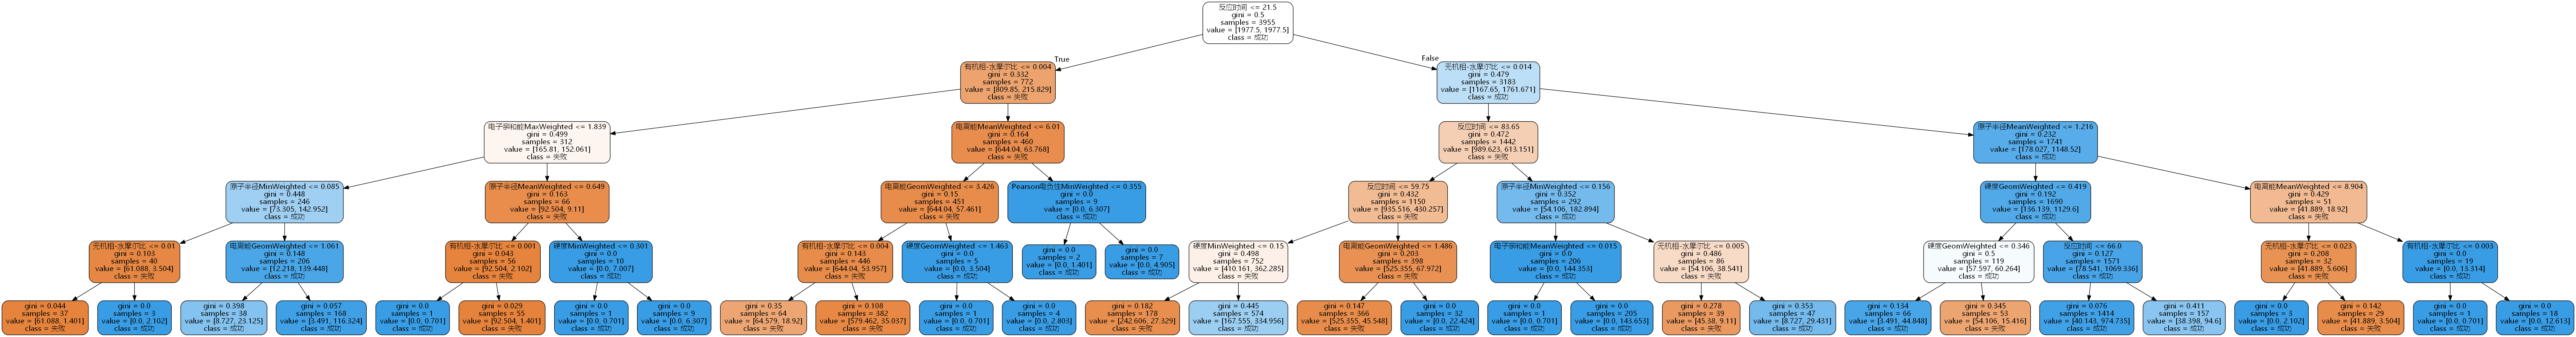 反应时间 <= 21.5
gini = 0.5
samples = 3955
value = [1977.5, 1977.5]
class = 成功
True
False
有机相-水摩尔比 <= 0.004
gini = 0.332
samples = 772
value = [809.85, 215.829]
class = 失败
无机相-水摩尔比 <= 0.014
gini = 0.479
samples = 3183
value = [1167.65, 1761.671]
class = 成功
电子亲和能MaxWeighted <= 1.839
gini = 0.499
samples = 312
value = [165.81, 152.061]
class = 失败
电离能MeanWeighted <= 6.01
gini = 0.164
samples = 460
value = [644.04, 63.768]
class = 失败
反应时间 <= 83.65
gini = 0.472
samples = 1442
value = [989.623, 613.151]
class = 失败
原子半径MeanWeighted <= 1.216
gini = 0.232
samples = 1741
value = [178.027, 1148.52]
class = 成功
原子半径MinWeighted <= 0.085
gini = 0.448
samples = 246
value = [73.305, 142.952]
class = 成功
原子半径MeanWeighted <= 0.649
gini = 0.163
samples = 66
value = [92.504, 9.11]
class = 失败
电离能GeomWeighted <= 3.426
gini = 0.15
samples = 451
value = [644.04, 57.461]
class = 失败
Pearson电负性MinWeighted <= 0.355
gini = 0.0
samples = 9
value = [0.0, 6.307]
class = 成功
反应时间 <= 59.75
gini = 0.432
samples = 1150
value = [935.516, 430.257]
class = 失败
原子半径MinWeighted <= 0.156
gini = 0.352
samples = 292
value = [54.106, 182.894]
class = 成功
硬度GeomWeighted <= 0.419
gini = 0.192
samples = 1690
value = [136.139, 1129.6]
class = 成功
电离能MeanWeighted <= 8.904
gini = 0.429
samples = 51
value = [41.889, 18.92]
class = 失败
无机相-水摩尔比 <= 0.01
gini = 0.103
samples = 40
value = [61.088, 3.504]
class = 失败
电离能GeomWeighted <= 1.061
gini = 0.148
samples = 206
value = [12.218, 139.448]
class = 成功
有机相-水摩尔比 <= 0.001
gini = 0.043
samples = 56
value = [92.504, 2.102]
class = 失败
硬度MinWeighted <= 0.301
gini = 0.0
samples = 10
value = [0.0, 7.007]
class = 成功
有机相-水摩尔比 <= 0.004
gini = 0.143
samples = 446
value = [644.04, 53.957]
class = 失败
硬度GeomWeighted <= 1.463
gini = 0.0
samples = 5
value = [0.0, 3.504]
class = 成功
gini = 0.0
samples = 2
value = [0.0, 1.401]
class = 成功
gini = 0.0
samples = 7
value = [0.0, 4.905]
class = 成功
硬度MinWeighted <= 0.15
gini = 0.498
samples = 752
value = [410.161, 362.285]
class = 失败
电离能GeomWeighted <= 1.486
gini = 0.203
samples = 398
value = [525.355, 67.972]
class = 失败
电子亲和能MeanWeighted <= 0.015
gini = 0.0
samples = 206
value = [0.0, 144.353]
class = 成功
无机相-水摩尔比 <= 0.005
gini = 0.486
samples = 86
value = [54.106, 38.541]
class = 失败
硬度GeomWeighted <= 0.346
gini = 0.5
samples = 119
value = [57.597, 60.264]
class = 成功
反应时间 <= 66.0
gini = 0.127
samples = 1571
value = [78.541, 1069.336]
class = 成功
无机相-水摩尔比 <= 0.023
gini = 0.208
samples = 32
value = [41.889, 5.606]
class = 失败
有机相-水摩尔比 <= 0.003
gini = 0.0
samples = 19
value = [0.0, 13.314]
class = 成功
gini = 0.044
samples = 37
value = [61.088, 1.401]
class = 失败
gini = 0.0
samples = 3
value = [0.0, 2.102]
class = 成功
gini = 0.398
samples = 38
value = [8.727, 23.125]
class = 成功
gini = 0.057
samples = 168
value = [3.491, 116.324]
class = 成功
gini = 0.0
samples = 1
value = [0.0, 0.701]
class = 成功
gini = 0.029
samples = 55
value = [92.504, 1.401]
class = 失败
gini = 0.0
samples = 1
value = [0.0, 0.701]
class = 成功
gini = 0.0
samples = 9
value = [0.0, 6.307]
class = 成功
gini = 0.35
samples = 64
value = [64.579, 18.92]
class = 失败
gini = 0.108
samples = 382
value = [579.462, 35.037]
class = 失败
gini = 0.0
samples = 1
value = [0.0, 0.701]
class = 成功
gini = 0.0
samples = 4
value = [0.0, 2.803]
class = 成功
gini = 0.182
samples = 178
value = [242.606, 27.329]
class = 失败
gini = 0.445
samples = 574
value = [167.555, 334.956]
class = 成功
gini = 0.147
samples = 366
value = [525.355, 45.548]
class = 失败
gini = 0.0
samples = 32
value = [0.0, 22.424]
class = 成功
gini = 0.0
samples = 1
value = [0.0, 0.701]
class = 成功
gini = 0.0
samples = 205
value = [0.0, 143.653]
class = 成功
gini = 0.278
samples = 39
value = [45.38, 9.11]
class = 失败
gini = 0.353
samples = 47
value = [8.727, 29.431]
class = 成功
gini = 0.134
samples = 66
value = [3.491, 44.848]
class = 成功
gini = 0.345
samples = 53
value = [54.106, 15.416]
class = 失败
gini = 0.076
samples = 1414
value = [40.143, 974.735]
class = 成功
gini = 0.411
samples = 157
value = [38.398, 94.6]
class = 成功
gini = 0.0
samples = 3
value = [0.0, 2.102]
class = 成功
gini = 0.142
samples = 29
value = [41.889, 3.504]
class = 失败
gini = 0.0
samples = 1
value = [0.0, 0.701]
class = 成功
gini = 0.0
samples = 18
value = [0.0, 12.613]
class = 成功